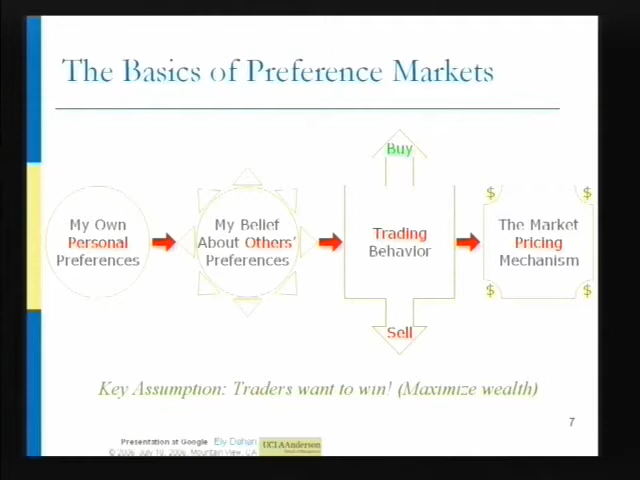 The Basics of Preference Markets
Buy
My Own
Personal
Preferences
My Belief
About Others'
Preferences
Trading
Behavior
The Market
Pricing
Mechanism
$ $
$ $
Sell
Key Assumption: Traders want to win! (Maximize wealth)
7
Presentation at Google Ely Dahan
© 2006, July 10, 2006, Mountain View, CA
UCLAAnderson